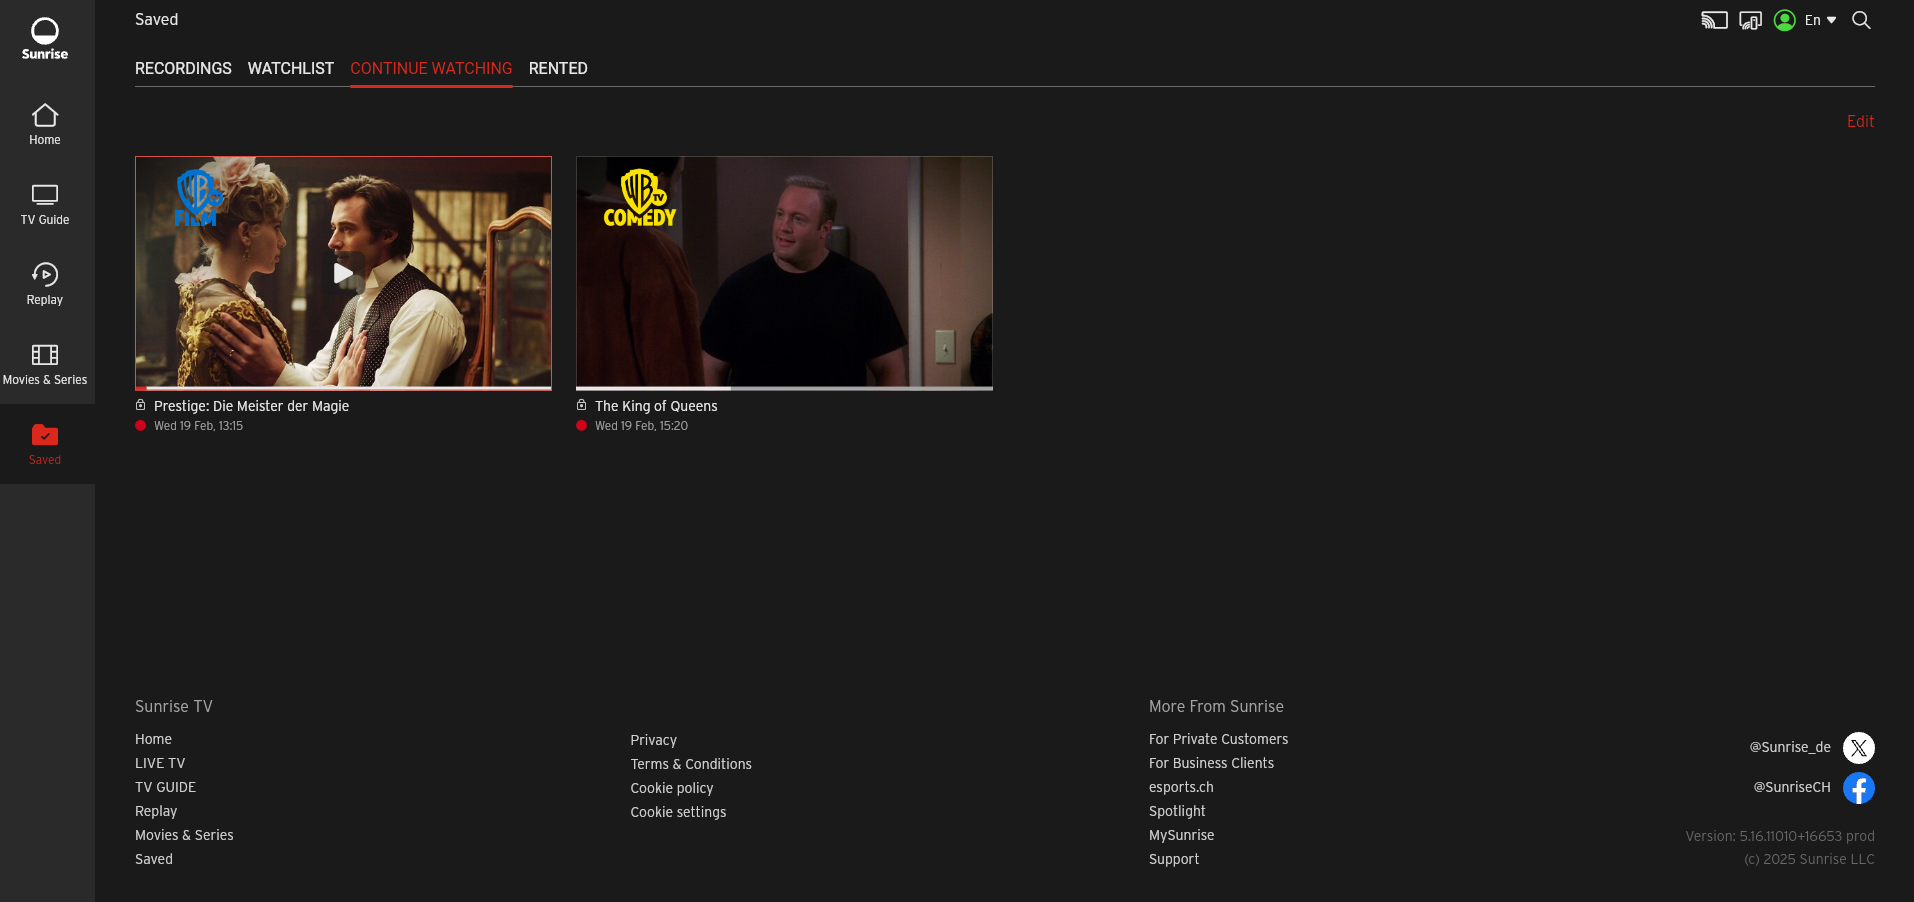 Saved
En
Sunrise
RECORDINGS WATCHLIST CONTINUE WATCHING RENTED
Edit
Home
TV Guide
Replay
Movies & Series
Saved
WB TV
FILM
WB TV
COMEDY
Prestige: Die Meister der Magie
Wed 19 Feb, 13:15
The King of Queens
Wed 19 Feb, 15:20
Sunrise TV
Home
LIVE TV
TV GUIDE
Replay
Movies & Series
Saved
Privacy
Terms & Conditions
Cookie policy
Cookie settings
More From Sunrise
For Private Customers
For Business Clients
esports.ch
Spotlight
MySunrise
Support
@Sunrise_de
@SunriseCH
Version: 5.16.11010+16653 prod
(c) 2025 Sunrise LLC